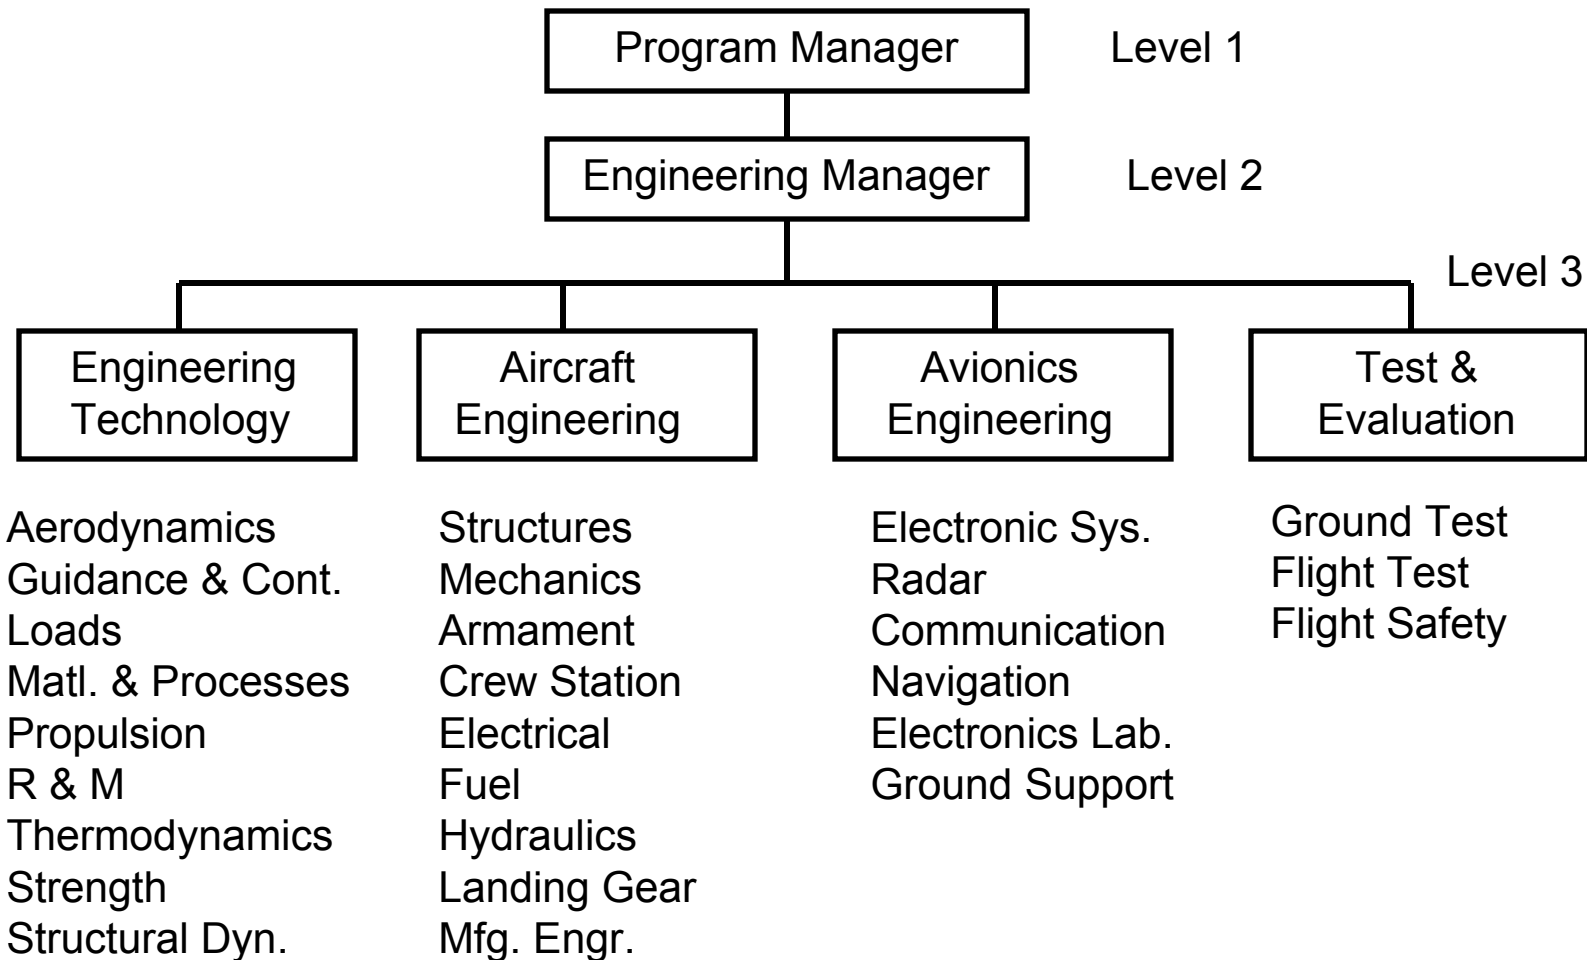 Program Manager
Level 1
Engineering Manager
Level 2
Level 3
Engineering
Technology
Aircraft
Engineering
Avionics
Engineering
Test &
Evaluation
Aerodynamics
Guidance & Cont.
Loads
Matl. & Processes
Propulsion
R & M
Thermodynamics
Strength
Structural Dyn.
Structures
Mechanics
Armament
Crew Station
Electrical
Fuel
Hydraulics
Landing Gear
Mfg. Engr.
Electronic Sys.
Radar
Communication
Navigation
Electronics Lab.
Ground Support
Ground Test
Flight Test
Flight Safety